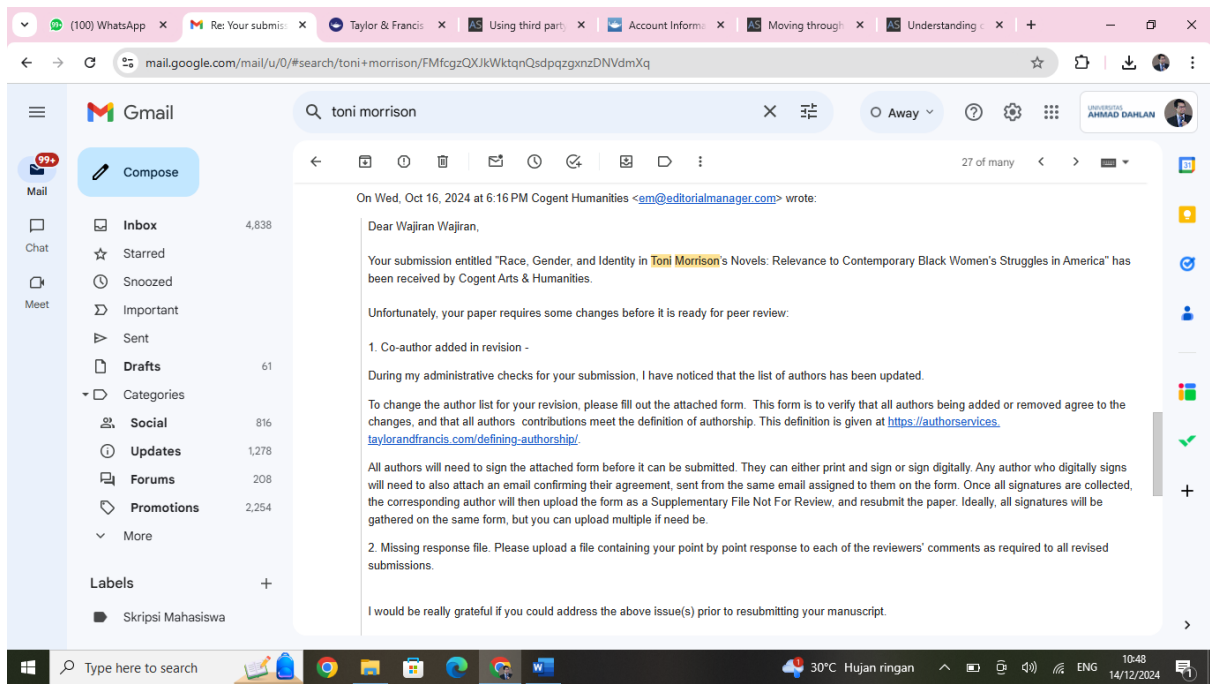 (100) WhatsApp
Re: Your submiss
Taylor & Francis
AS Using third part
Account Informa
AS Moving through
AS Understanding c
mail.google.com/mail/u/0/#search/toni+morrison/FMfcgzQXJkWktqnQsdpqzgxnzDNVdmXq
Gmail
toni morrison
Away
UNIVERSITAS
AHMAD DAHLAN
99+
Mail
Chat
Meet
Compose
Inbox 4,838
Starred
Snoozed
Important
Sent
Drafts 61
Categories
Social 816
Updates 1,278
Forums 208
Promotions 2,254
More
Labels
Skripsi Mahasiswa
27 of many
31
On Wed, Oct 16, 2024 at 6:16 PM Cogent Humanities <em@editorialmanager.com> wrote:
Dear Wajiran Wajiran,
Your submission entitled "Race, Gender, and Identity in Toni Morrison's Novels: Relevance to Contemporary Black Women's Struggles in America" has
been received by Cogent Arts & Humanities.
Unfortunately, your paper requires some changes before it is ready for peer review:
1. Co-author added in revision -
During my administrative checks for your submission, I have noticed that the list of authors has been updated.
To change the author list for your revision, please fill out the attached form. This form is to verify that all authors being added or removed agree to the
changes, and that all authors contributions meet the definition of authorship. This definition is given at https://authorservices.
taylorandfrancis.com/defining-authorship/.
All authors will need to sign the attached form before it can be submitted. They can either print and sign or sign digitally. Any author who digitally signs
will need to also attach an email confirming their agreement, sent from the same email assigned to them on the form. Once all signatures are collected,
the corresponding author will then upload the form as a Supplementary File Not For Review, and resubmit the paper. Ideally, all signatures will be
gathered on the same form, but you can upload multiple if need be.
2. Missing response file. Please upload a file containing your point by point response to each of the reviewers' comments as required to all revised
submissions.
I would be really grateful if you could address the above issue(s) prior to resubmitting your manuscript.
Type here to search
30°C Hujan ringan
ENG
10:48
14/12/2024